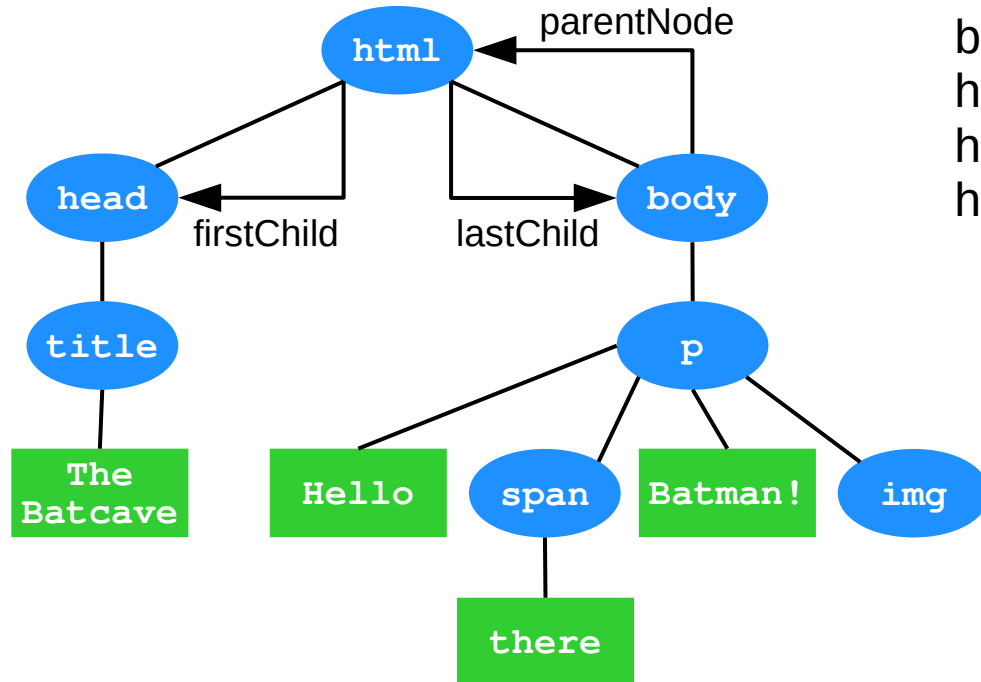 parentNode
html
b
h
h
h
head
body
firstChild
lastChild
title
p
The
Batcave
Hello
span
Batman!
img
there